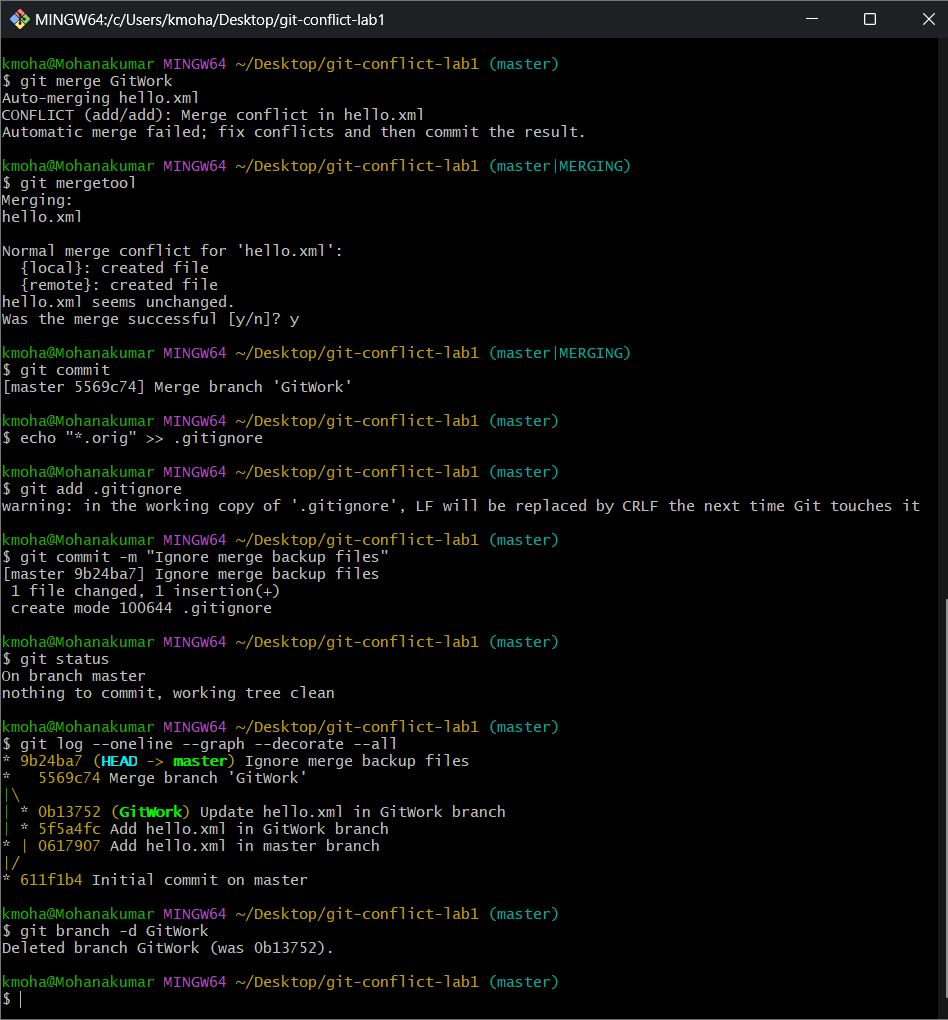 MINGW64:/c/Users/kmoha/Desktop/git-conflict-lab1
kmoha@Mohanakumar MINGW64 ~/Desktop/git-conflict-lab1 (master)
$ git merge GitWork
Auto-merging hello.xml
CONFLICT (add/add): Merge conflict in hello.xml
Automatic merge failed; fix conflicts and then commit the result.
kmoha@Mohanakumar MINGW64 ~/Desktop/git-conflict-lab1 (master|MERGING)
$ git mergetool
Merging:
hello.xml
Normal merge conflict for 'hello.xml':
  {local}: created file
  {remote}: created file
hello.xml seems unchanged.
Was the merge successful [y/n]? y
kmoha@Mohanakumar MINGW64 ~/Desktop/git-conflict-lab1 (master|MERGING)
$ git commit
[master 5569c74] Merge branch 'GitWork'
kmoha@Mohanakumar MINGW64 ~/Desktop/git-conflict-lab1 (master)
$ echo "*.orig" >> .gitignore
kmoha@Mohanakumar MINGW64 ~/Desktop/git-conflict-lab1 (master)
$ git add .gitignore
warning: in the working copy of '.gitignore', LF will be replaced by CRLF the next time Git touches it
kmoha@Mohanakumar MINGW64 ~/Desktop/git-conflict-lab1 (master)
$ git commit -m "Ignore merge backup files"
[master 9b24ba7] Ignore merge backup files
 1 file changed, 1 insertion(+)
 create mode 100644 .gitignore
kmoha@Mohanakumar MINGW64 ~/Desktop/git-conflict-lab1 (master)
$ git status
On branch master
nothing to commit, working tree clean
kmoha@Mohanakumar MINGW64 ~/Desktop/git-conflict-lab1 (master)
$ git log --oneline --graph --decorate --all
* 9b24ba7 (HEAD -> master) Ignore merge backup files
*   5569c74 Merge branch 'GitWork'
|\
| * 0b13752 (GitWork) Update hello.xml in GitWork branch
| * 5f5a4fc Add hello.xml in GitWork branch
* | 0617907 Add hello.xml in master branch
|/
* 611f1b4 Initial commit on master
kmoha@Mohanakumar MINGW64 ~/Desktop/git-conflict-lab1 (master)
$ git branch -d GitWork
Deleted branch GitWork (was 0b13752).
kmoha@Mohanakumar MINGW64 ~/Desktop/git-conflict-lab1 (master)
$